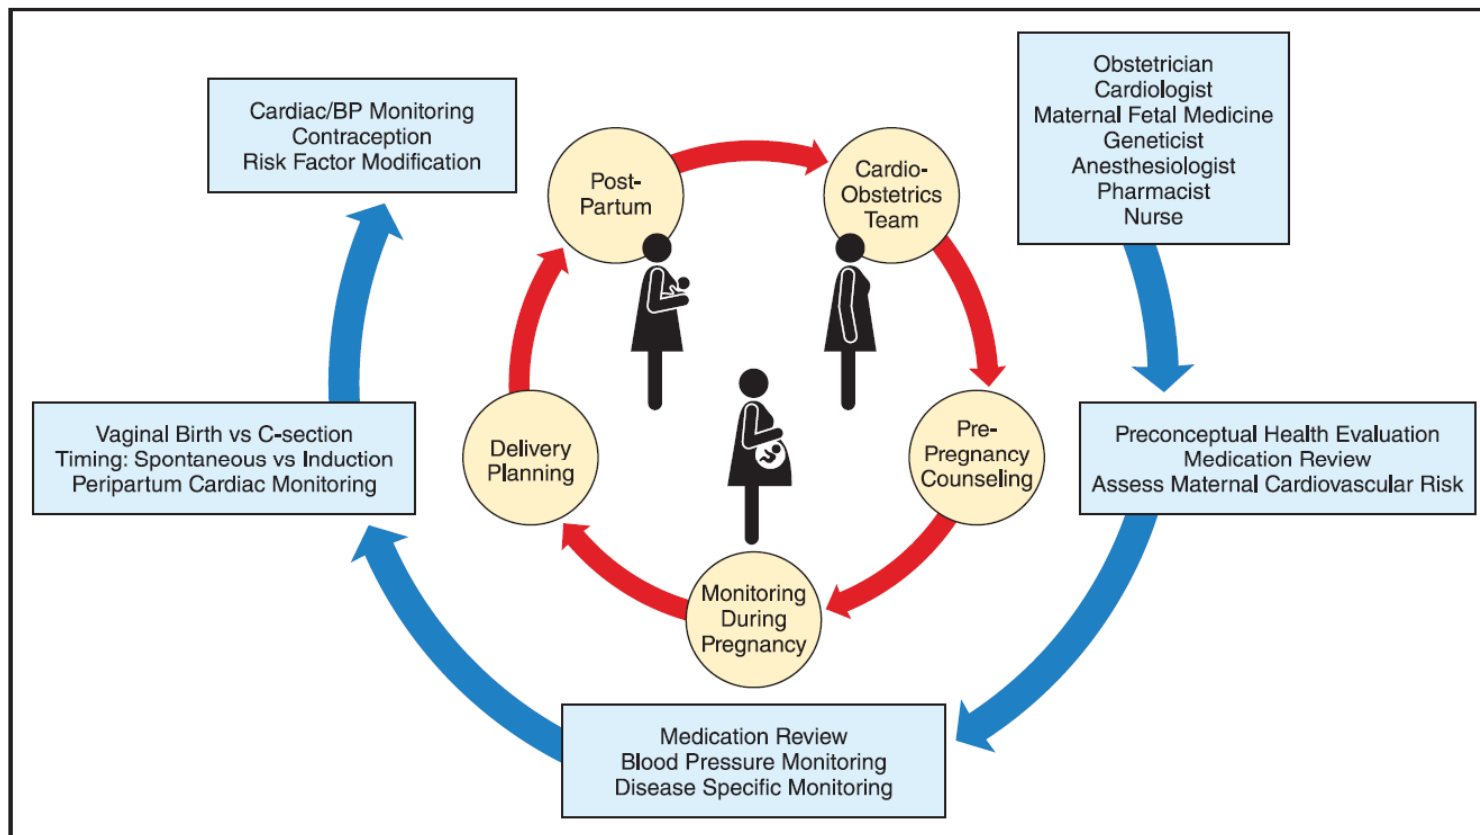 Obstetrician
Cardiologist
Maternal Fetal Medicine
Geneticist
Anesthesiologist
Pharmacist
Nurse
Cardiac/BP Monitoring
Contraception
Risk Factor Modification
Post-
Partum
Cardio-
Obstetrics
Team
Vaginal Birth vs C-section
Timing: Spontaneous vs Induction
Peripartum Cardiac Monitoring
Delivery
Planning
Pre-
Pregnancy
Counseling
Preconceptual Health Evaluation
Medication Review
Assess Maternal Cardiovascular Risk
Monitoring
During
Pregnancy
Medication Review
Blood Pressure Monitoring
Disease Specific Monitoring